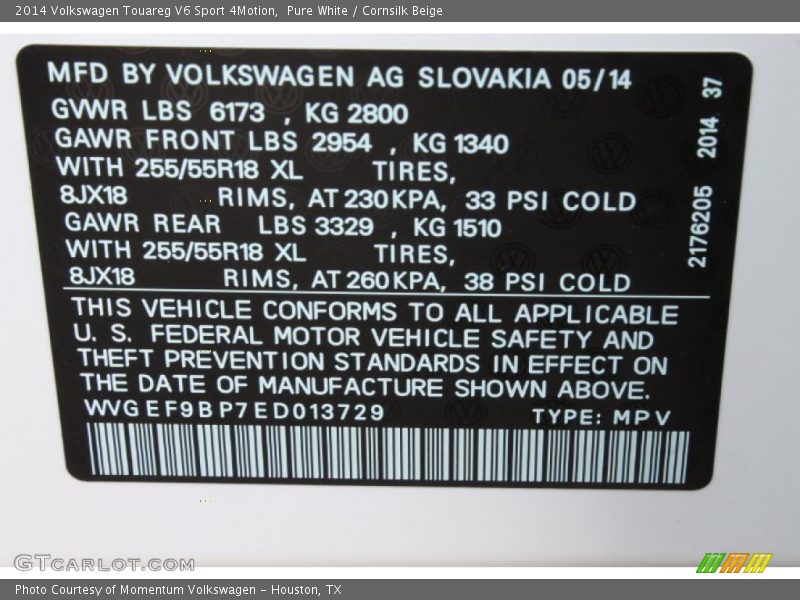 2014 Volkswagen Touareg V6 Sport 4Motion,  Pure White / Cornsilk Beige
MFD BY VOLKSWAGEN AG SLOVAKIA 05/14
GVWR LBS 6173 , KG 2800
GAWR FRONT LBS 2954 , KG 1340
WITH 255/55R18 XL TIRES,
8JX18 RIMS, AT 230 KPA, 33 PSI COLD
GAWR REAR LBS 3329 , KG 1510
WITH 255/55R18 XL TIRES,
8JX18 RIMS, AT 260 KPA, 38 PSI COLD
2176205 2014 37
THIS VEHICLE CONFORMS TO ALL APPLICABLE
U. S. FEDERAL MOTOR VEHICLE SAFETY AND
THEFT PREVENTION STANDARDS IN EFFECT ON
THE DATE OF MANUFACTURE SHOWN ABOVE.
WVGEF9BP7ED013729 TYPE: MPV
GTCARLOT.COM
Photo Courtesy of Momentum Volkswagen - Houston, TX